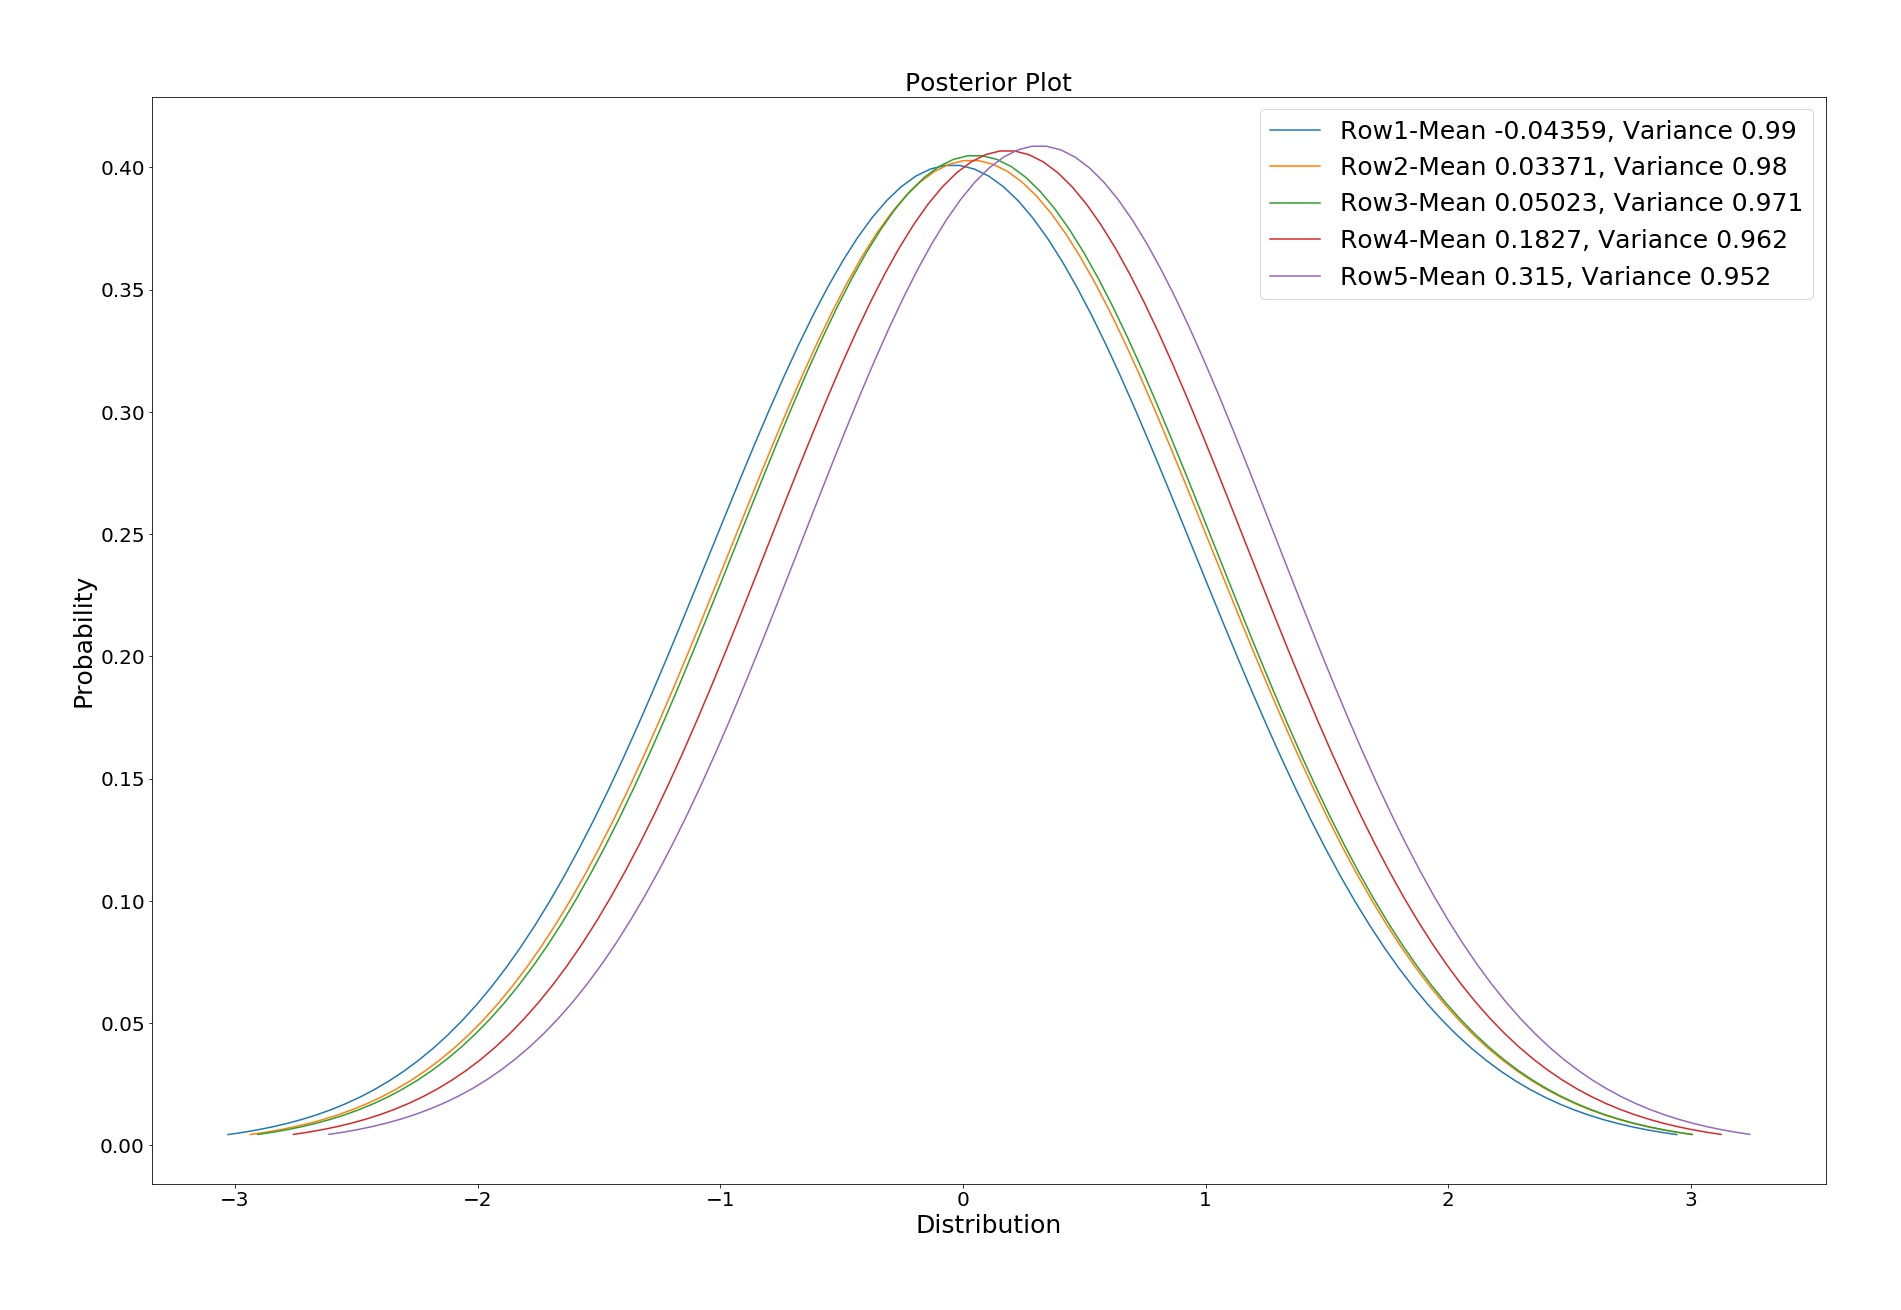 Posterior Plot
Row1-Mean -0.04359, Variance 0.99
Row2-Mean 0.03371, Variance 0.98
Row3-Mean 0.05023, Variance 0.971
Row4-Mean 0.1827, Variance 0.962
Row5-Mean 0.315, Variance 0.952
0.40
0.35
0.30
0.25
0.20
0.15
0.10
0.05
0.00
Probability
−3 −2 −1 0 1 2 3
Distribution